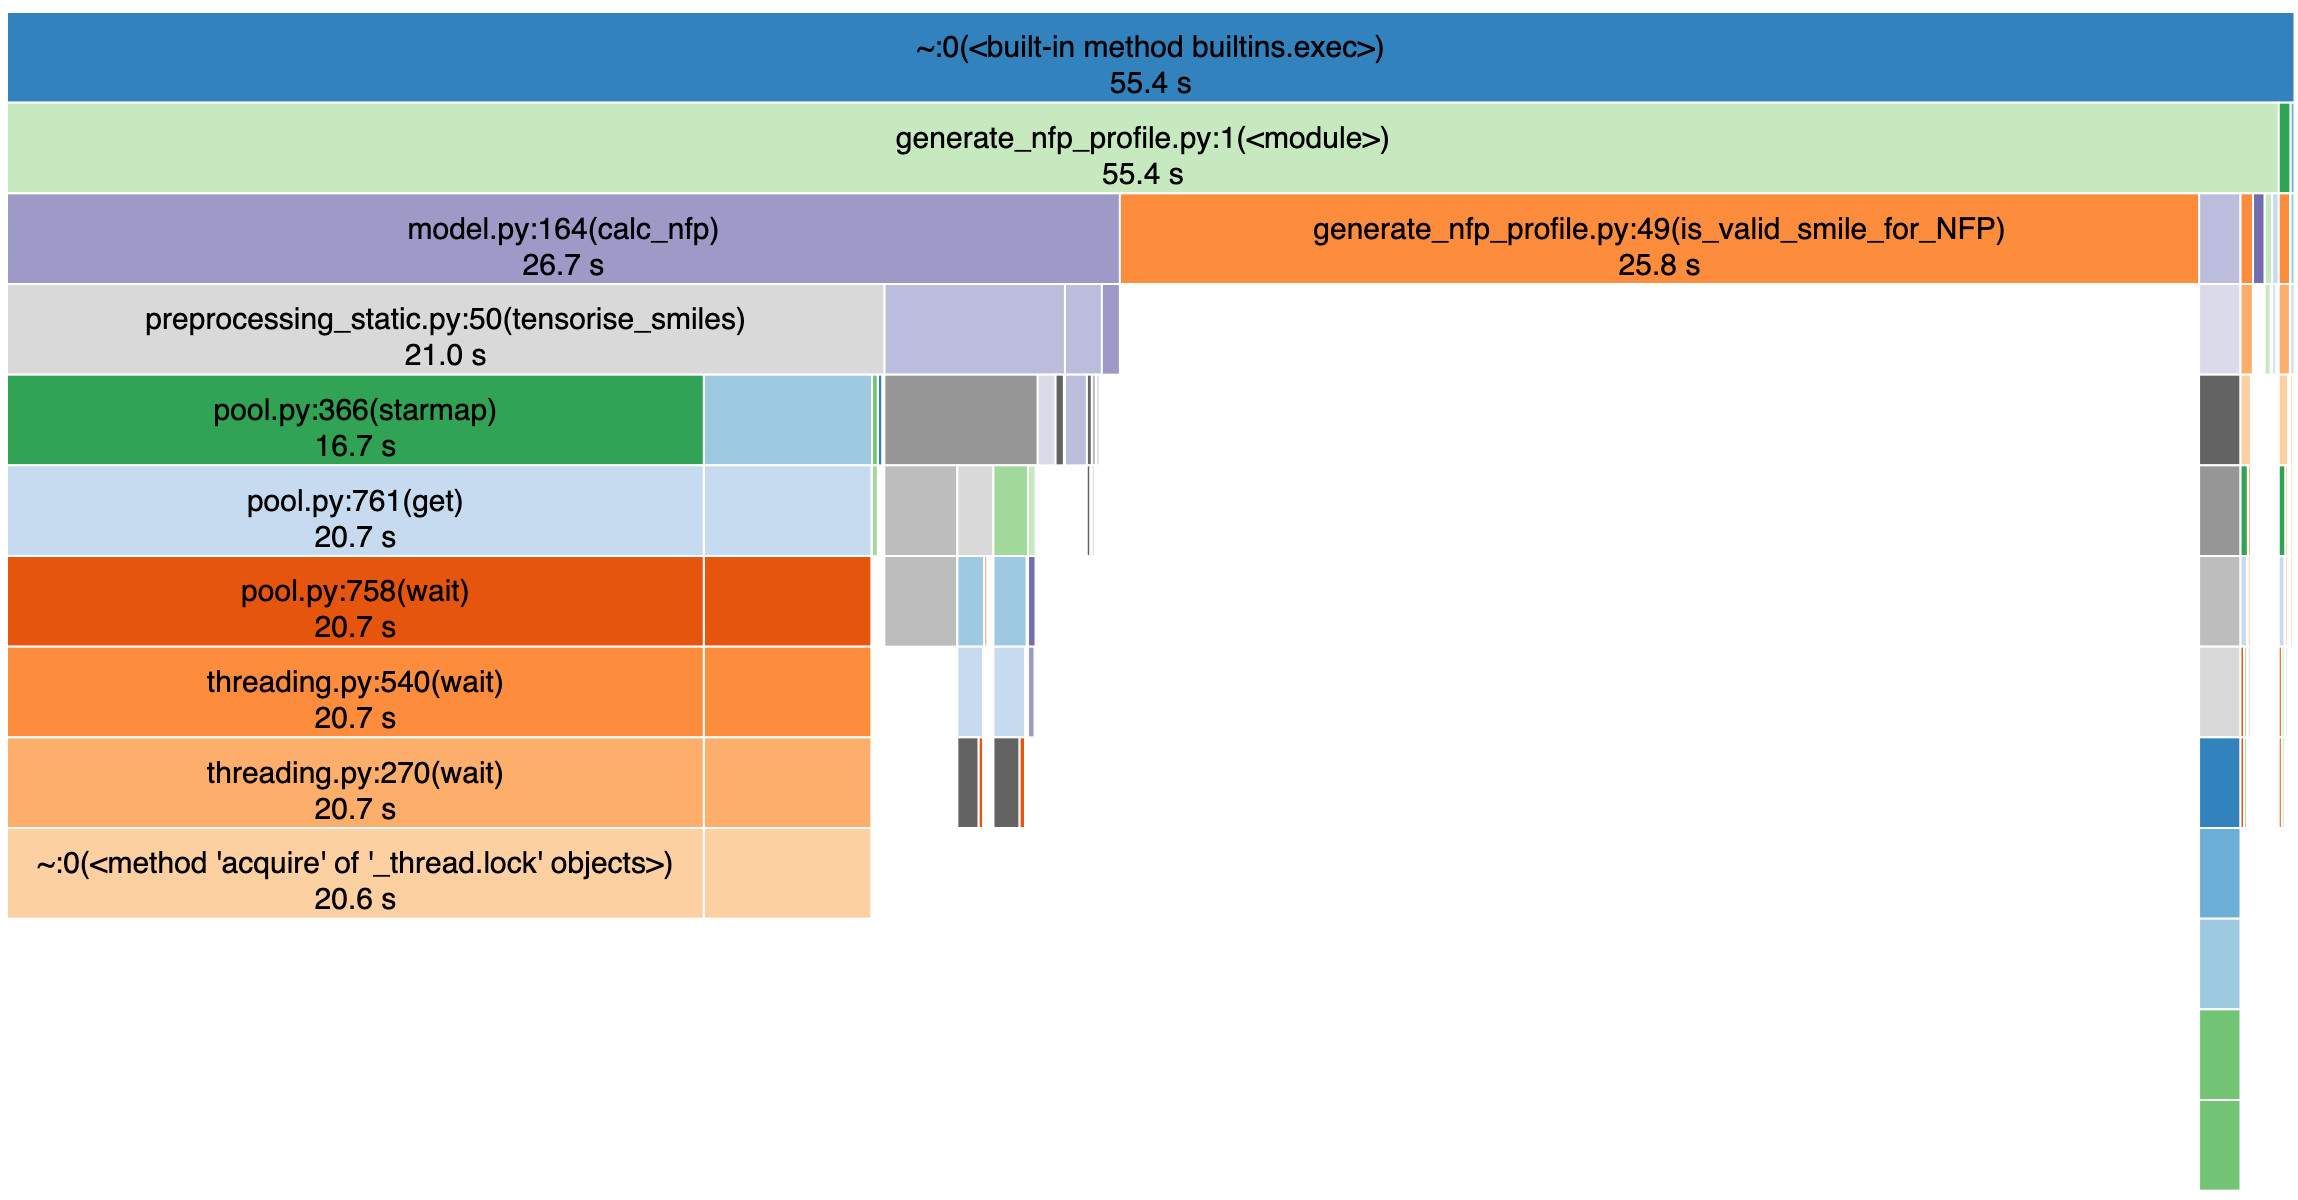 ~:0(<built-in method builtins.exec>)
55.4 s
generate_nfp_profile.py:1(<module>)
55.4 s
model.py:164(calc_nfp)
26.7 s
generate_nfp_profile.py:49(is_valid_smile_for_NFP)
25.8 s
preprocessing_static.py:50(tensorise_smiles)
21.0 s
pool.py:366(starmap)
16.7 s
pool.py:761(get)
20.7 s
pool.py:758(wait)
20.7 s
threading.py:540(wait)
20.7 s
threading.py:270(wait)
20.7 s
~:0(<method 'acquire' of '_thread.lock' objects>)
20.6 s